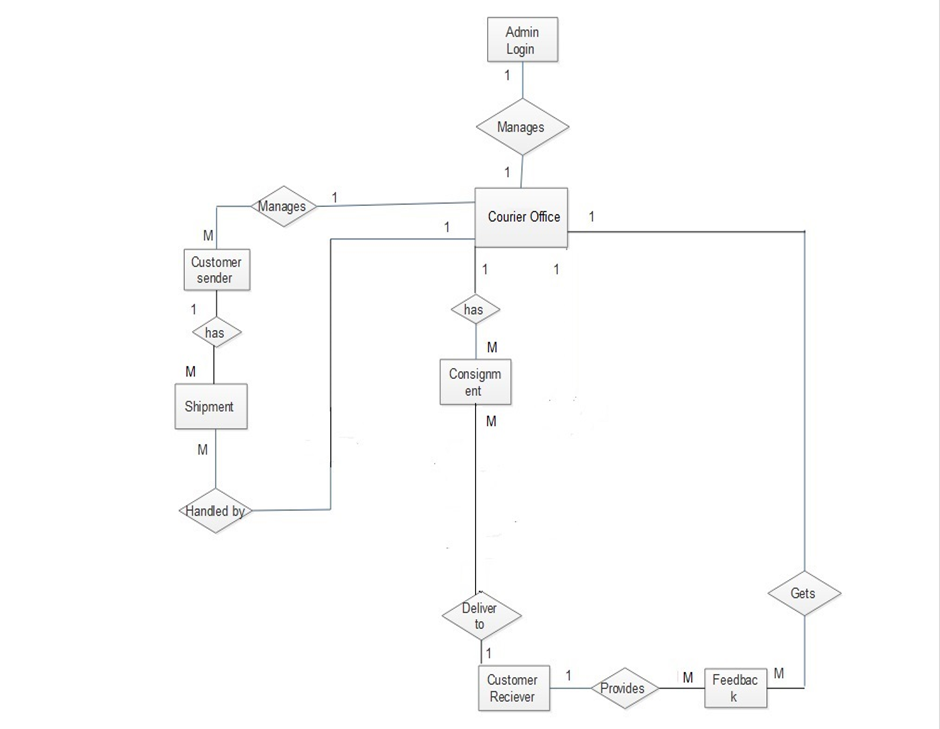 Admin
Login
1
Manages
1
Manages
1
Courier Office
1
M
1
Customer
sender
1
1
1
has
has
M
M
Consignm
ent
Shipment
M
M
Handled by
Gets
Deliver
to
1
Customer
Reciever
1
Provides
M
Feedbac
k
M